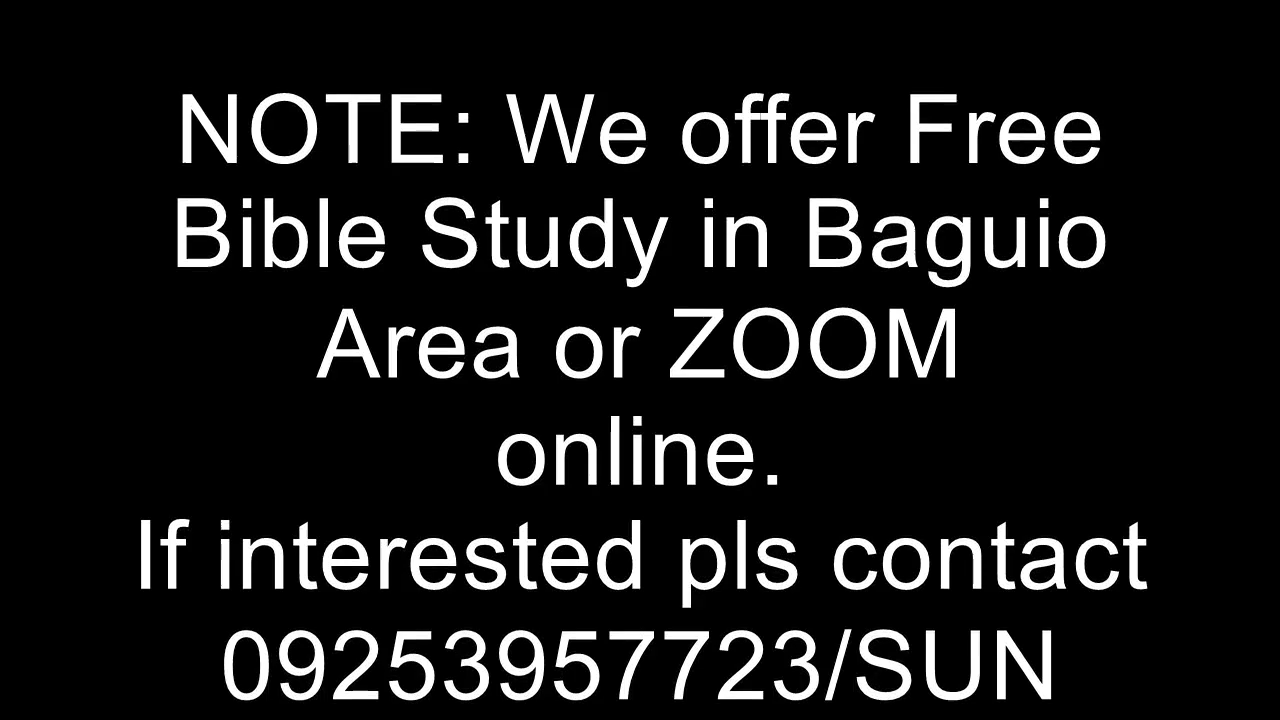 NOTE: We offer Free
Bible Study in Baguio
Area or ZOOM
online.
If interested pls contact
09253957723/SUN